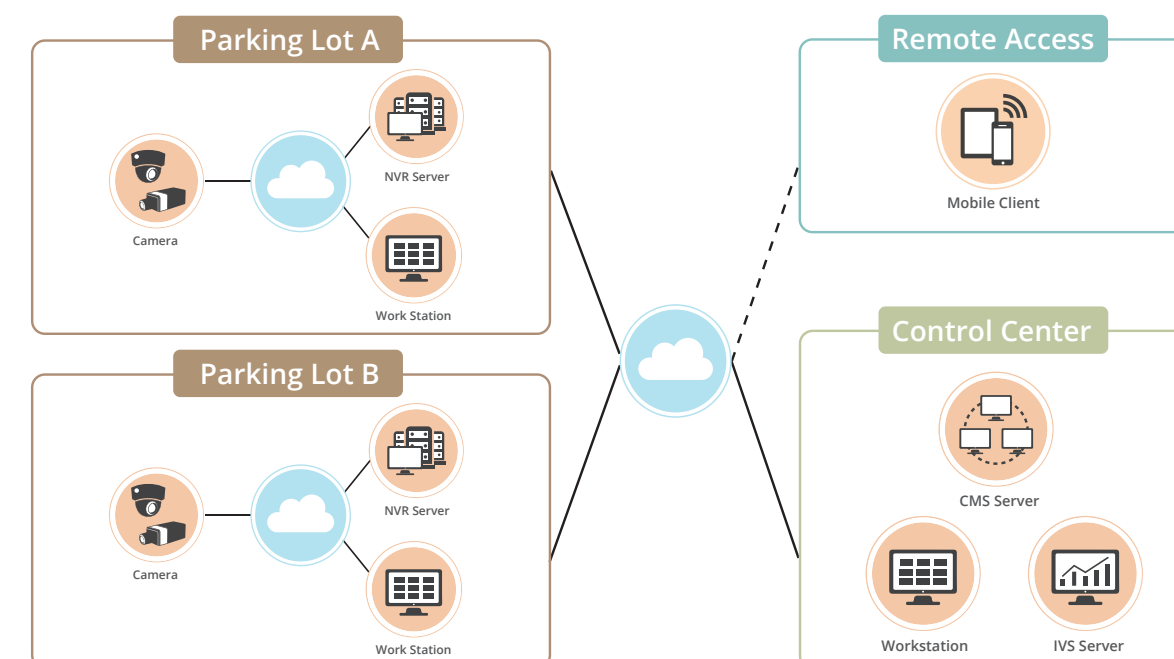 Parking Lot A
NVR Server
Camera
Work Station
Parking Lot B
NVR Server
Camera
Work Station
Remote Access
Mobile Client
Control Center
CMS Server
Workstation
IVS Server